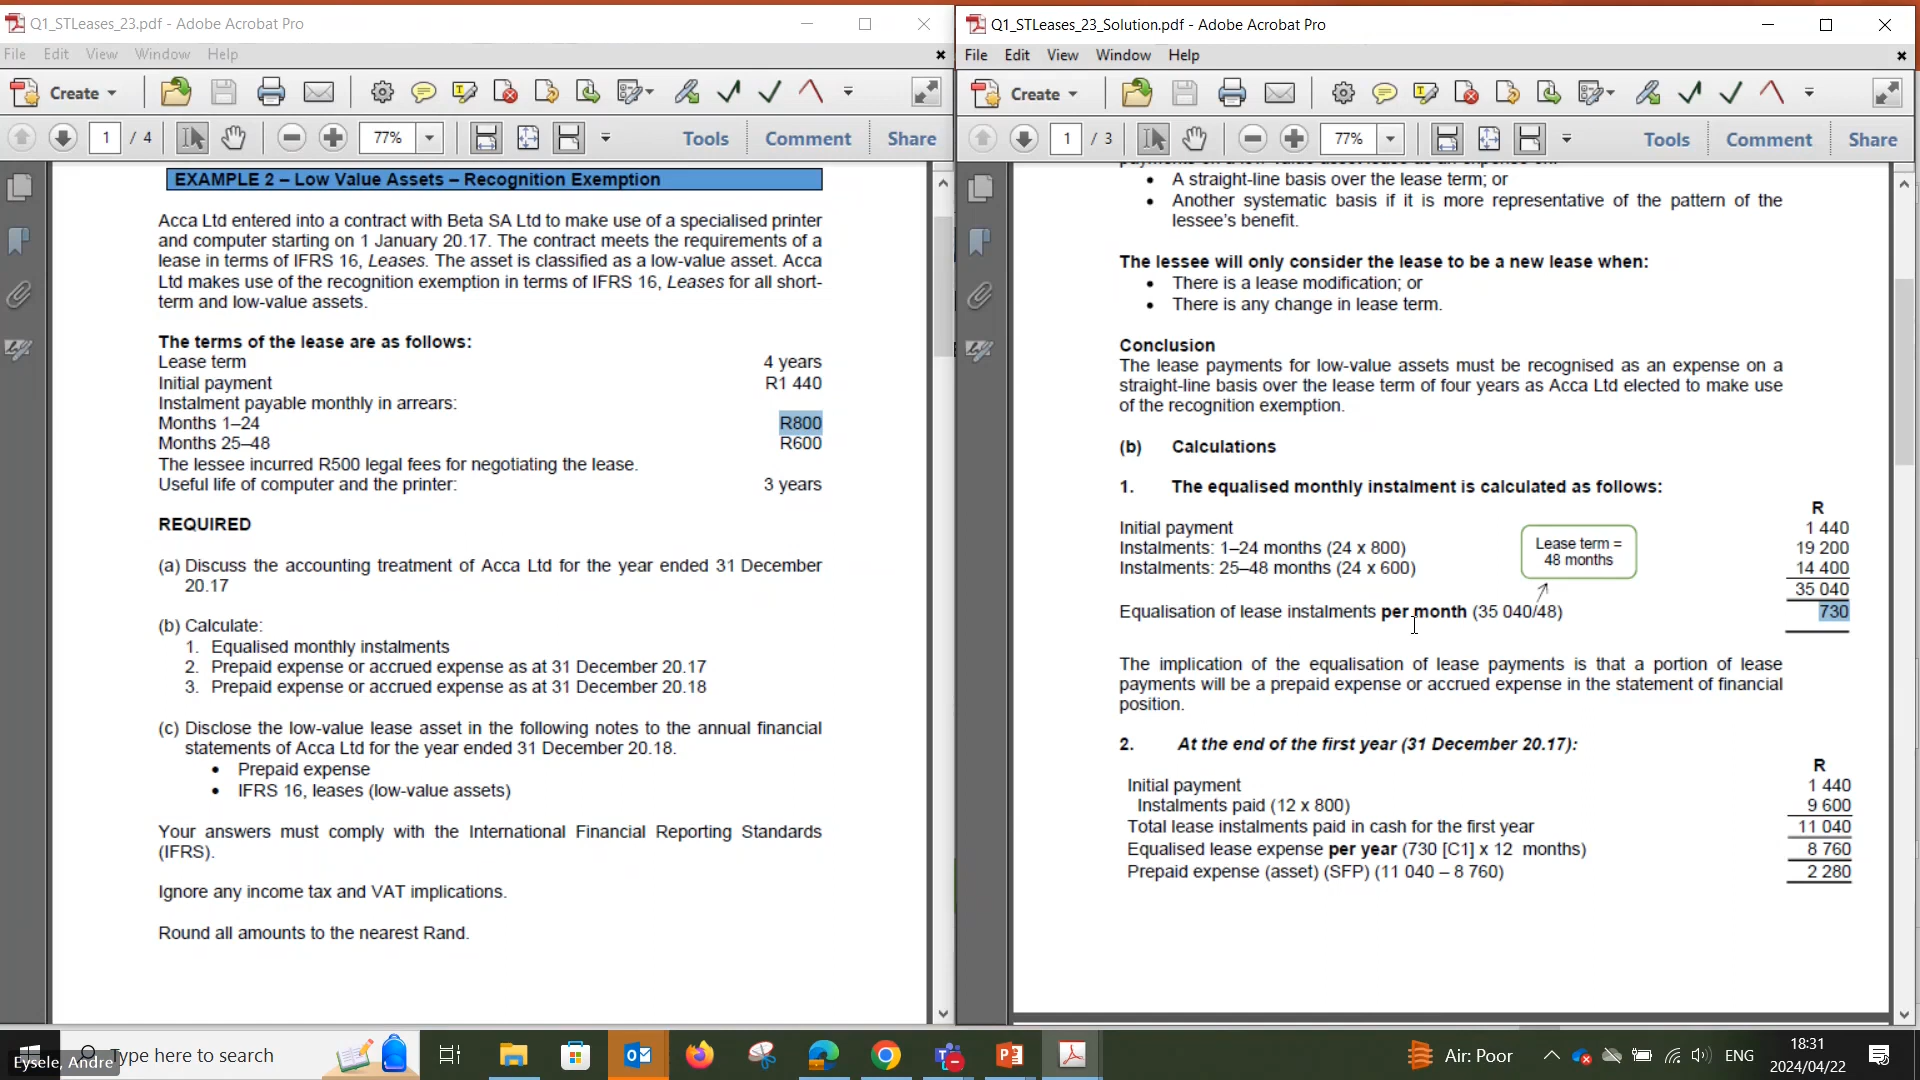 Q1_STLeases_23.pdf - Adobe Acrobat Pro
File Edit View Window Help
Create
1 / 4
77%
Tools
Comment
Share
EXAMPLE 2 – Low Value Assets – Recognition Exemption
Acca Ltd entered into a contract with Beta SA Ltd to make use of a specialised printer
and computer starting on 1 January 20.17. The contract meets the requirements of a
lease in terms of IFRS 16, Leases. The asset is classified as a low-value asset. Acca
Ltd makes use of the recognition exemption in terms of IFRS 16, Leases for all short-
term and low-value assets.
The terms of the lease are as follows:
Lease term 4 years
Initial payment R1 440
Instalment payable monthly in arrears:
Months 1–24 R800
Months 25–48 R600
The lessee incurred R500 legal fees for negotiating the lease.
Useful life of computer and the printer: 3 years
REQUIRED
(a) Discuss the accounting treatment of Acca Ltd for the year ended 31 December
20.17
(b) Calculate:
1. Equalised monthly instalments
2. Prepaid expense or accrued expense as at 31 December 20.17
3. Prepaid expense or accrued expense as at 31 December 20.18
(c) Disclose the low-value lease asset in the following notes to the annual financial
statements of Acca Ltd for the year ended 31 December 20.18.
• Prepaid expense
• IFRS 16, leases (low-value assets)
Your answers must comply with the International Financial Reporting Standards
(IFRS).
Ignore any income tax and VAT implications.
Round all amounts to the nearest Rand.
Q1_STLeases_23_Solution.pdf - Adobe Acrobat Pro
File Edit View Window Help
Create
1 / 3
77%
Tools
Comment
Share
• A straight-line basis over the lease term; or
• Another systematic basis if it is more representative of the pattern of the
lessee's benefit.
The lessee will only consider the lease to be a new lease when:
• There is a lease modification; or
• There is any change in lease term.
Conclusion
The lease payments for low-value assets must be recognised as an expense on a
straight-line basis over the lease term of four years as Acca Ltd elected to make use
of the recognition exemption.
(b) Calculations
1. The equalised monthly instalment is calculated as follows:
R
Initial payment 1 440
Instalments: 1–24 months (24 x 800) 19 200
Instalments: 25–48 months (24 x 600) 14 400
35 040
Lease term =
48 months
Equalisation of lease instalments per month (35 040/48) 730
The implication of the equalisation of lease payments is that a portion of lease
payments will be a prepaid expense or accrued expense in the statement of financial
position.
2. At the end of the first year (31 December 20.17):
R
Initial payment 1 440
Instalments paid (12 x 800) 9 600
Total lease instalments paid in cash for the first year 11 040
Equalised lease expense per year (730 [C1] x 12 months) 8 760
Prepaid expense (asset) (SFP) (11 040 – 8 760) 2 280
Eysele, Andre
Type here to search
Air: Poor
ENG
18:31
2024/04/22